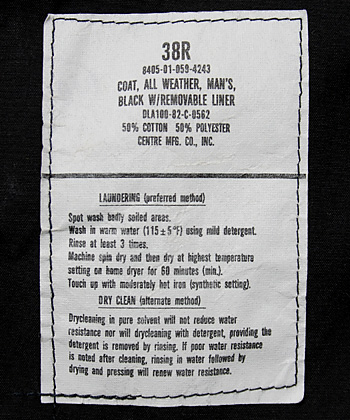 38R
8405-01-059-4243
COAT, ALL WEATHER, MAN'S,
BLACK W/REMOVABLE LINER
DLA100-82-C-0562
50% COTTON 50% POLYESTER
CENTRE MFG. CO., INC.
LAUNDERING (preferred method)
Spot wash badly soiled areas.
Wash in warm water (115±5°F) using mild detergent.
Rinse at least 3 times.
Machine spin dry and then dry at highest temperature
setting on home dryer for 60 minutes (min.).
Touch up with moderately hot iron (synthetic setting).
DRY CLEAN (alternate method)
Drycleaning in pure solvent will not reduce water
resistance nor will drycleaning with detergent, providing the
detergent is removed by rinsing. If poor water resistance
is noted after cleaning, rinsing in water followed by
drying and pressing will renew water resistance.